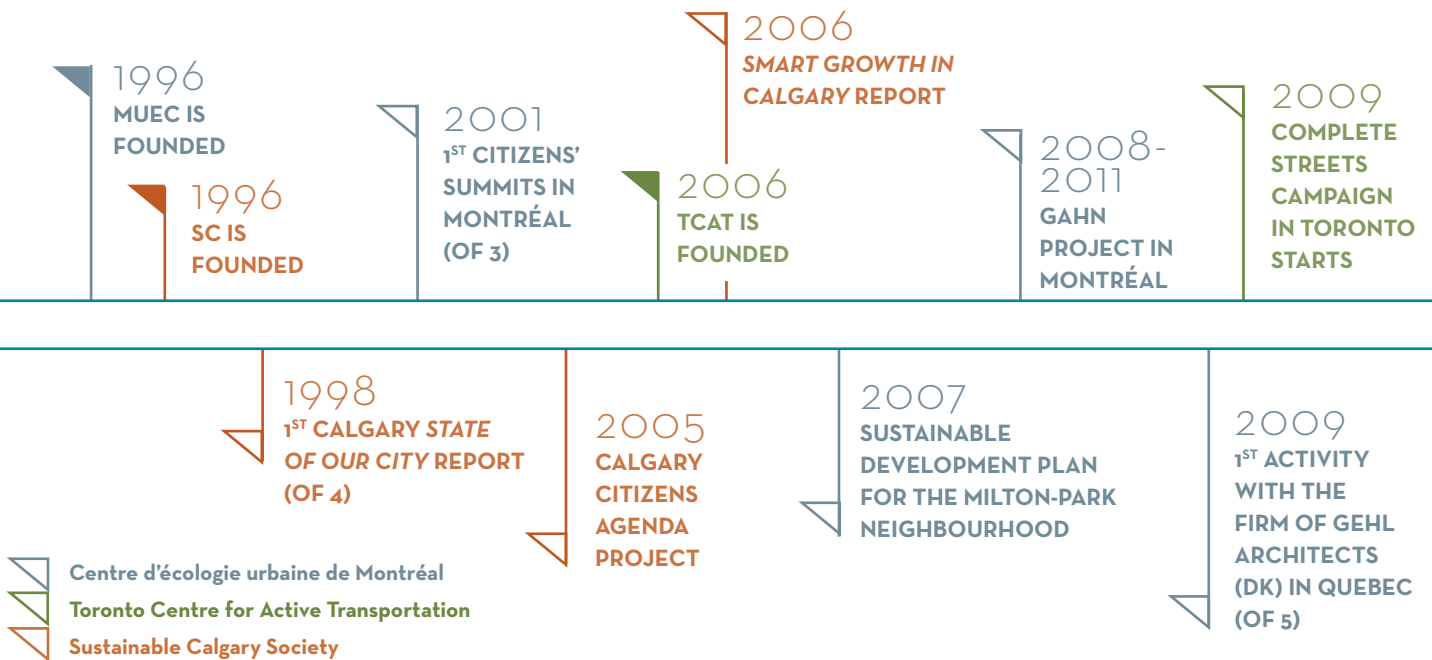 1996
MUEC IS
FOUNDED
1996
SC IS
FOUNDED
2001
1ST CITIZENS’
SUMMITS IN
MONTRÉAL
(OF 3)
2006
SMART GROWTH IN
CALGARY REPORT
2006
TCAT IS
FOUNDED
2008-
2011
GAHN
PROJECT IN
MONTRÉAL
2009
COMPLETE
STREETS
CAMPAIGN
IN TORONTO
STARTS
1998
1ST CALGARY STATE
OF OUR CITY REPORT
(OF 4)
2005
CALGARY
CITIZENS
AGENDA
PROJECT
2007
SUSTAINABLE
DEVELOPMENT PLAN
FOR THE MILTON-PARK
NEIGHBOURHOOD
2009
1ST ACTIVITY
WITH THE
FIRM OF GEHL
ARCHITECTS
(DK) IN QUEBEC
(OF 5)
Centre d’écologie urbaine de Montréal
Toronto Centre for Active Transportation
Sustainable Calgary Society